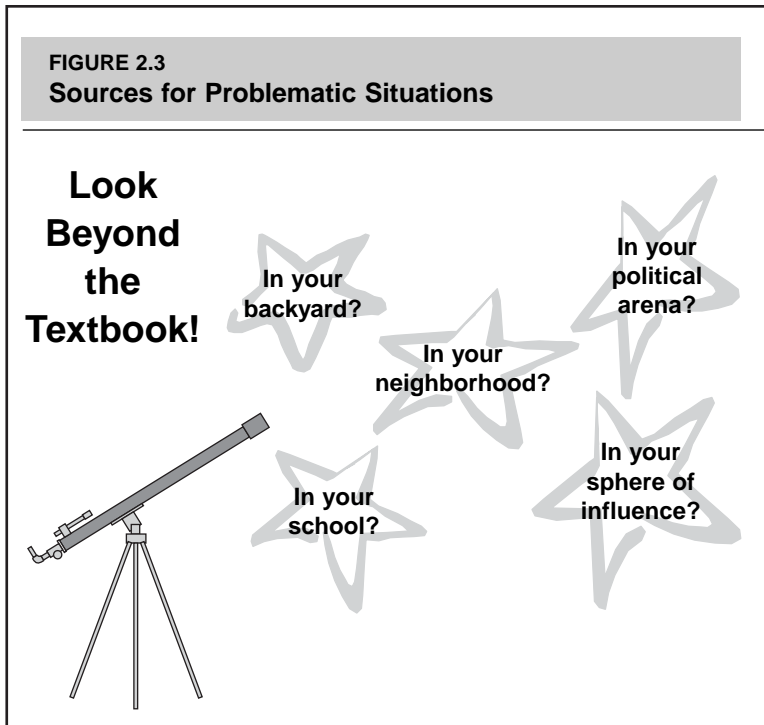 FIGURE 2.3
Sources for Problematic Situations
Look
Beyond
the
Textbook!
In your
backyard?
In your
political
arena?
In your
neighborhood?
In your
school?
In your
sphere of
influence?